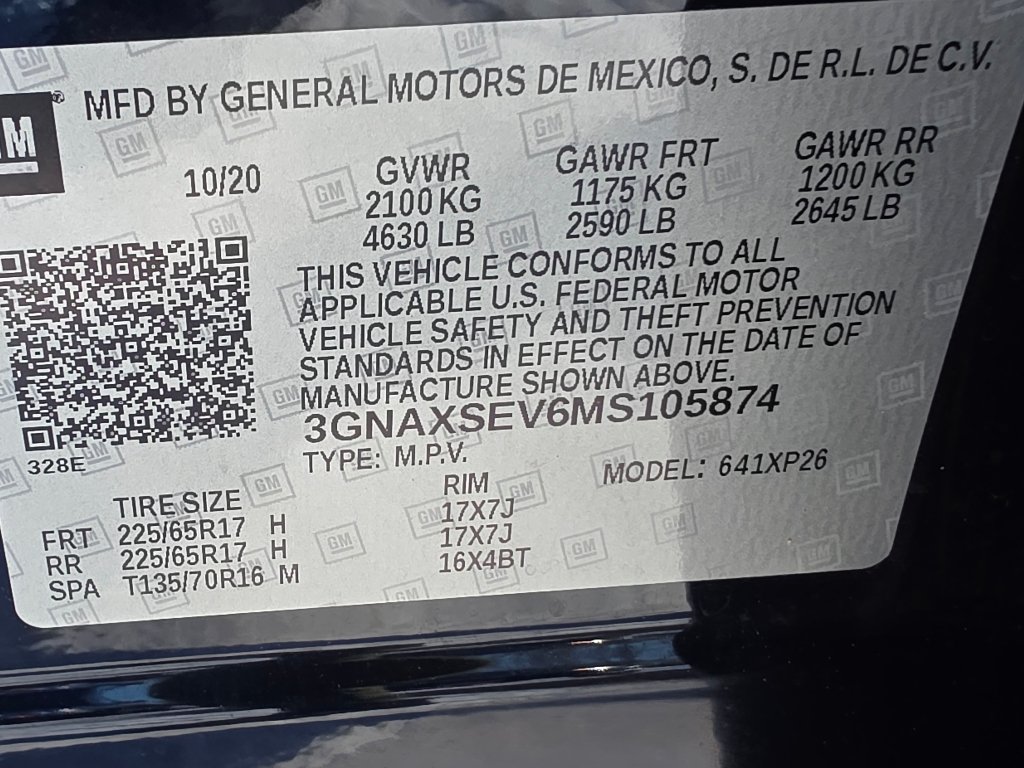 GM
MFD BY GENERAL MOTORS DE MEXICO, S. DE R.L. DE C.V.
10/20 GVWR GAWR FRT GAWR RR
2100 KG 1175 KG 1200 KG
4630 LB 2590 LB 2645 LB
THIS VEHICLE CONFORMS TO ALL
APPLICABLE U.S. FEDERAL MOTOR
VEHICLE SAFETY AND THEFT PREVENTION
STANDARDS IN EFFECT ON THE DATE OF
MANUFACTURE SHOWN ABOVE.
3GNAXSEV6MS105874
328E
TYPE: M.P.V. MODEL: 641XP26
TIRE SIZE RIM
FRT 225/65R17 H 17X7J
RR 225/65R17 H 17X7J
SPA T135/70R16 M 16X4BT